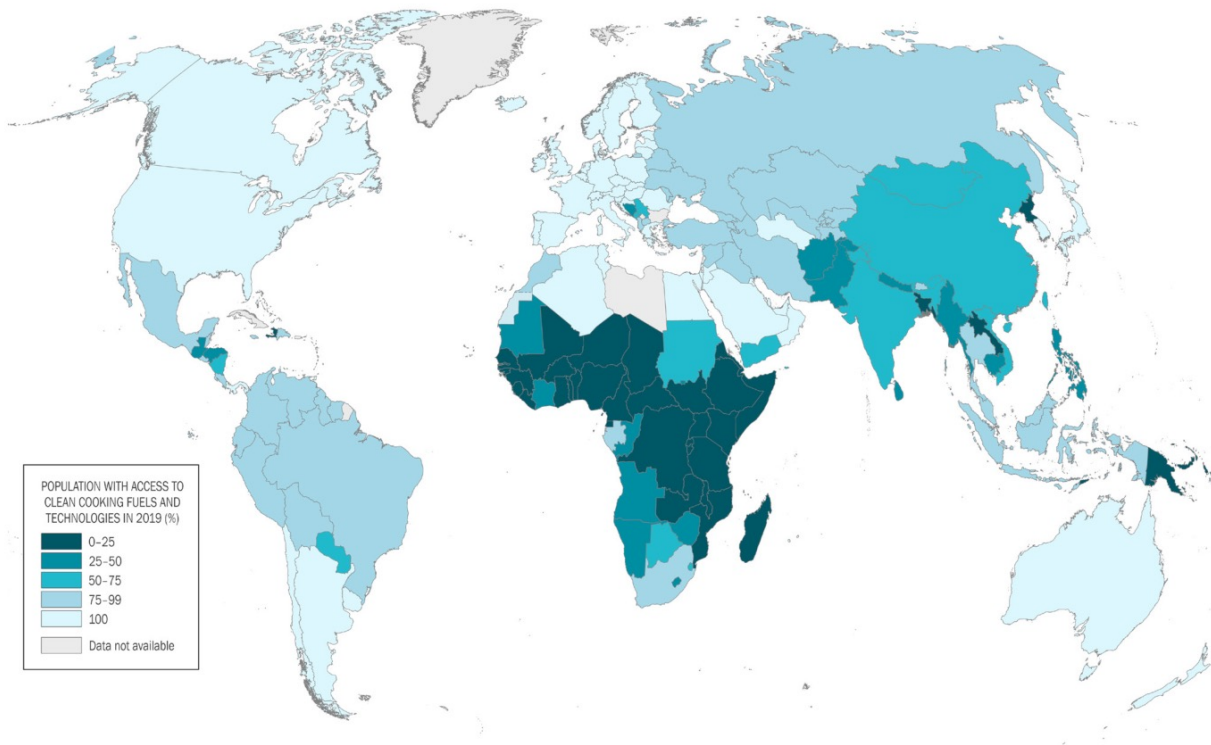 POPULATION WITH ACCESS TO
CLEAN COOKING FUELS AND
TECHNOLOGIES IN 2019 (%)
0–25
25–50
50–75
75–99
100
Data not available